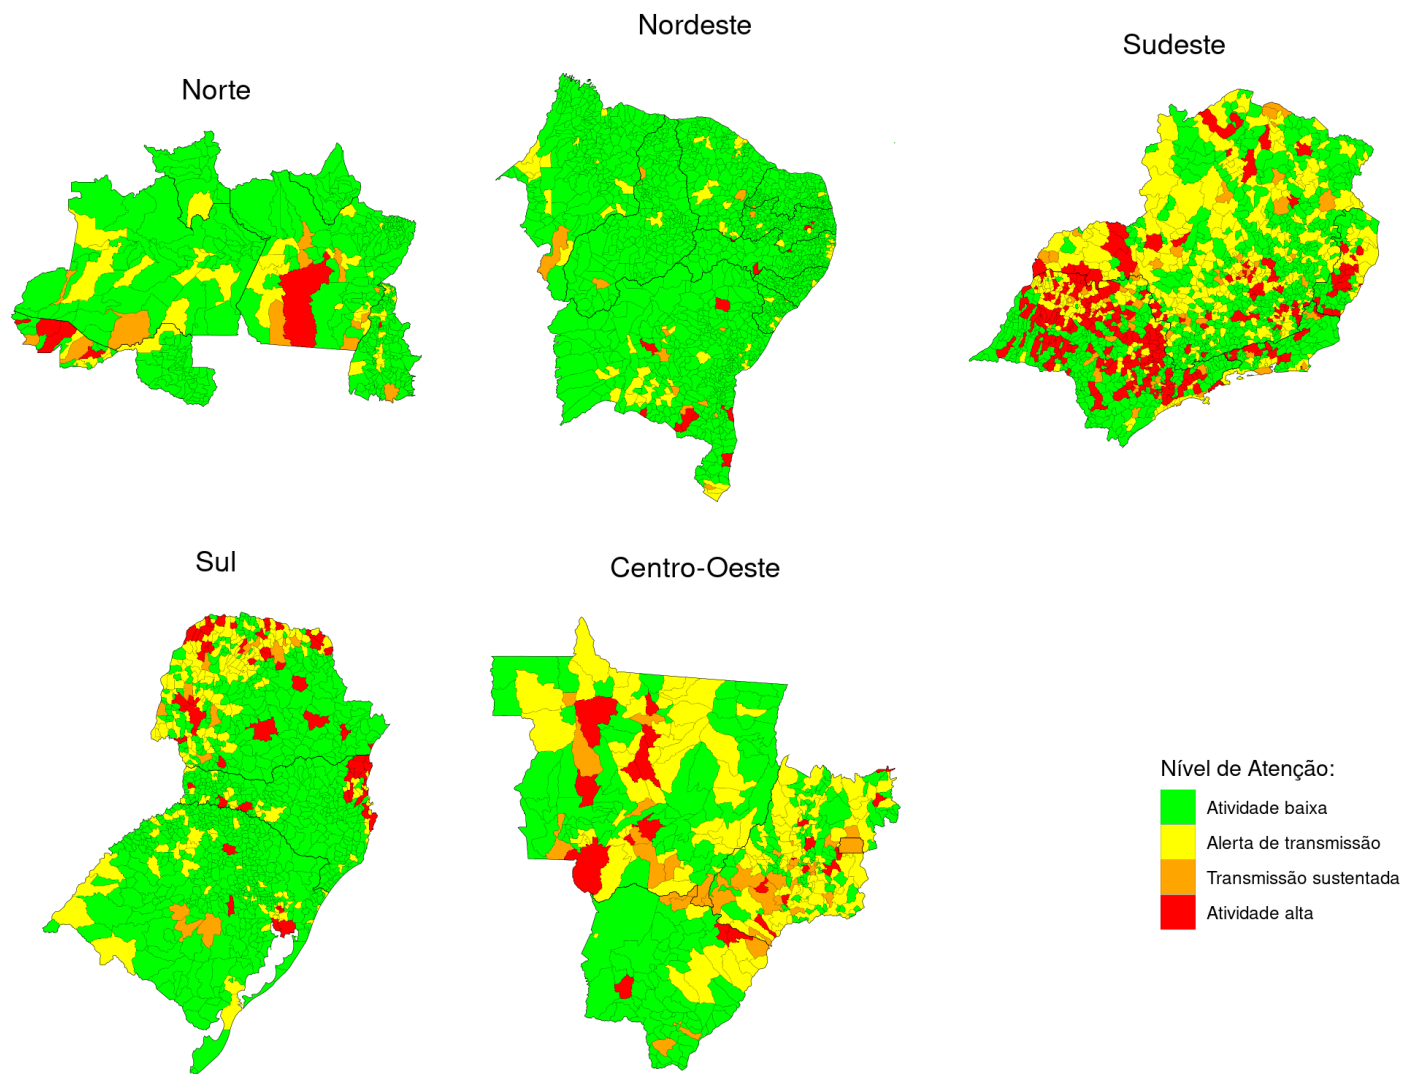 Norte
Nordeste
Sudeste
Sul
Centro-Oeste
Nível de Atenção:
Atividade baixa
Alerta de transmissão
Transmissão sustentada
Atividade alta